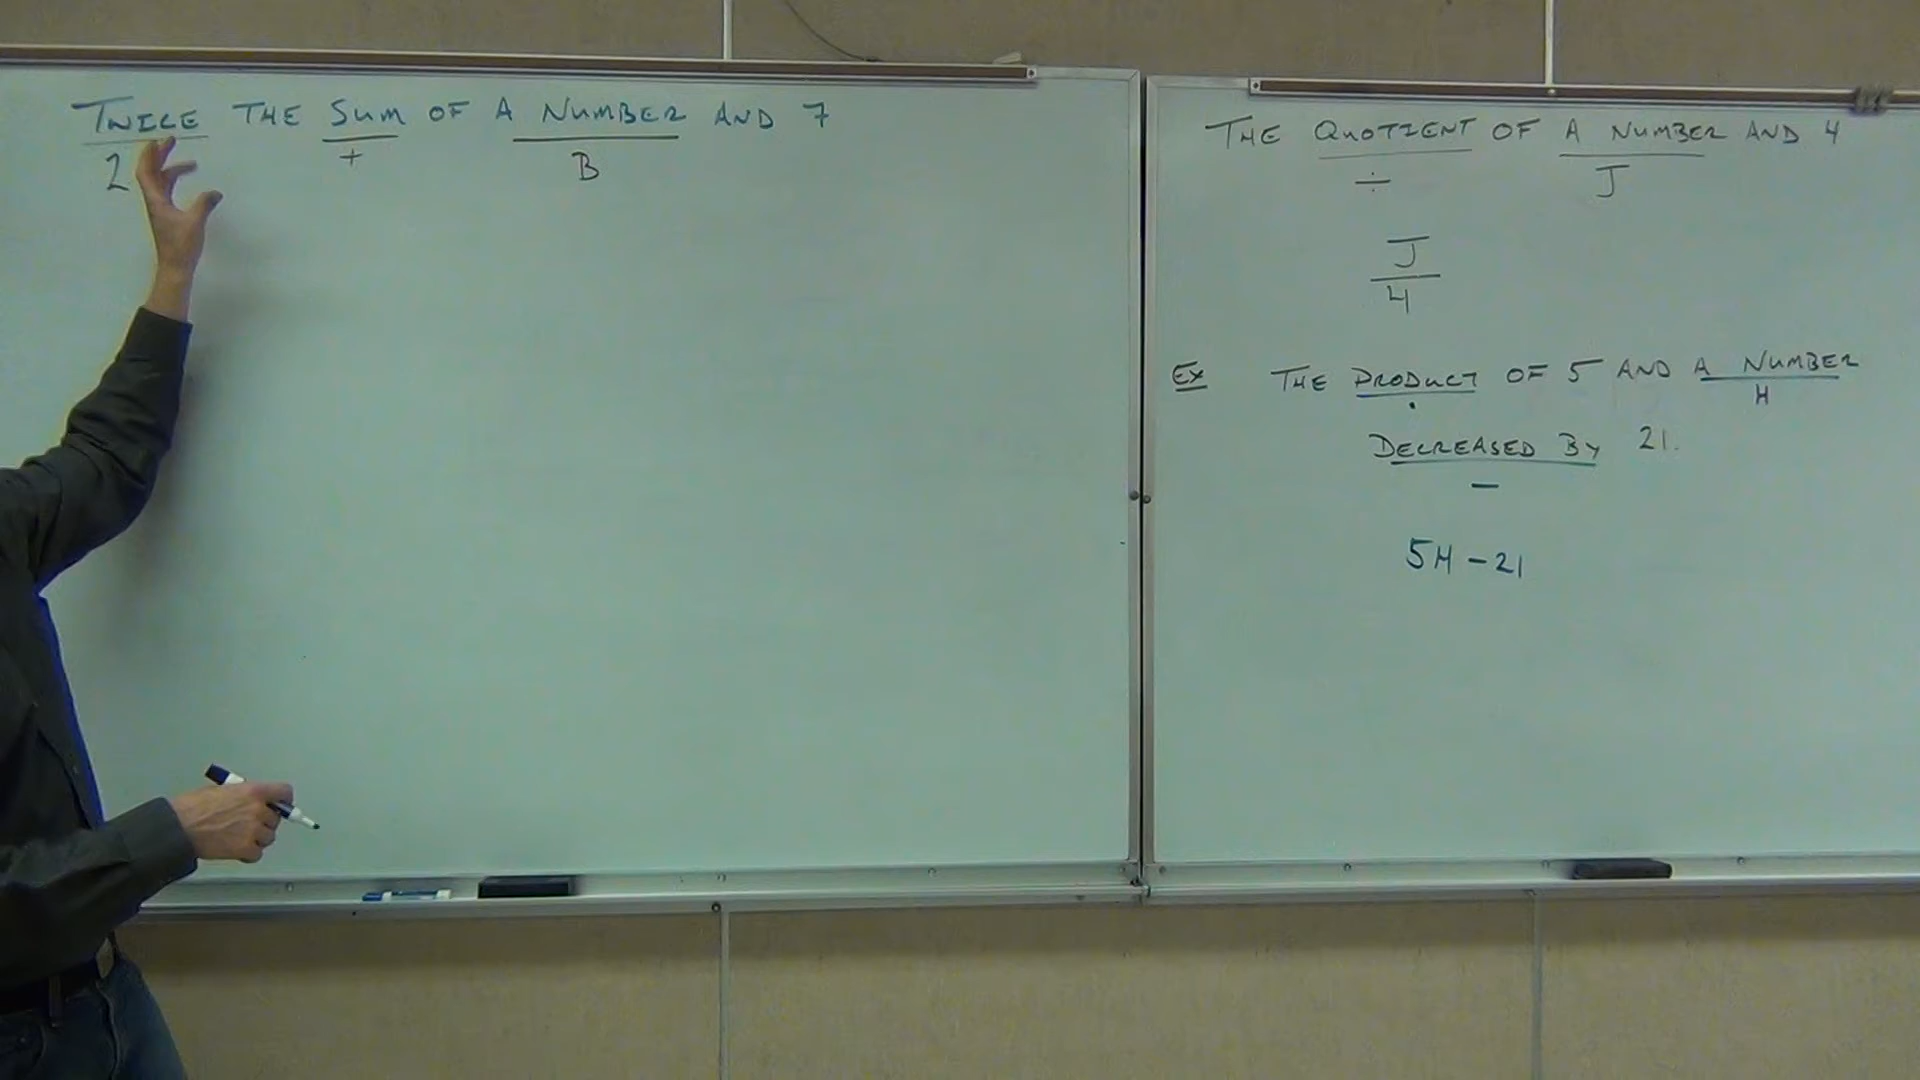 TWICE THE SUM OF A NUMBER AND 7
2 + B
THE QUOTIENT OF A NUMBER AND 4
÷ J
J
4
Ex THE PRODUCT OF 5 AND A NUMBER
· H
DECREASED BY 21.
-
5H - 21